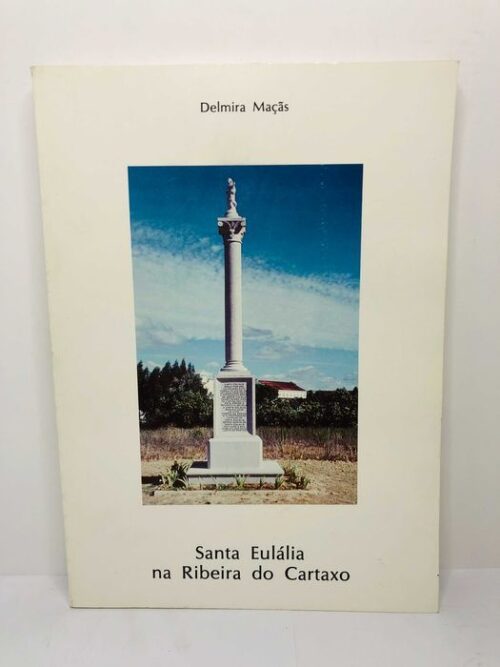 Delmira Maçãs
Santa Eulália
na Ribeira do Cartaxo